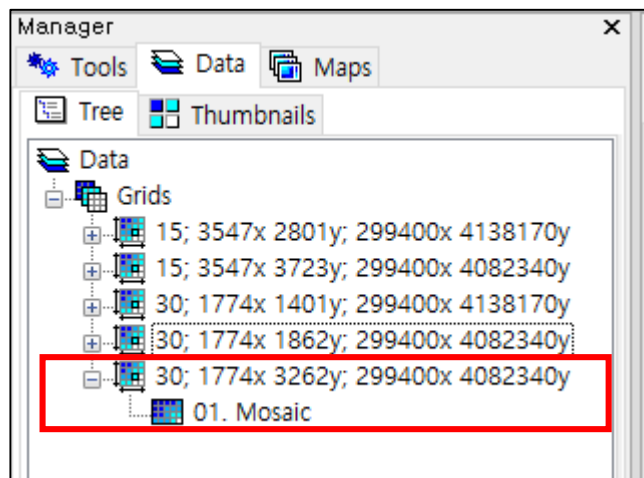 Manager
Tools Data Maps
Tree Thumbnails
Data
Grids
15; 3547x 2801y; 299400x 4138170y
15; 3547x 3723y; 299400x 4082340y
30; 1774x 1401y; 299400x 4138170y
30; 1774x 1862y; 299400x 4082340y
30; 1774x 3262y; 299400x 4082340y
01. Mosaic